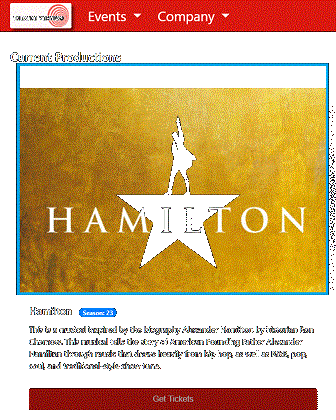 Events Company
Current Productions
HAMILTON
Hamilton Season: 23
This is a musical inspired by the biography Alexander Hamilton by historian Ron
Chernow. This musical tells the story of American Founding Father Alexander
Hamilton through music that draws heavily from hip hop, as well as R&B, pop,
soul, and traditional-style show tunes.
Get Tickets